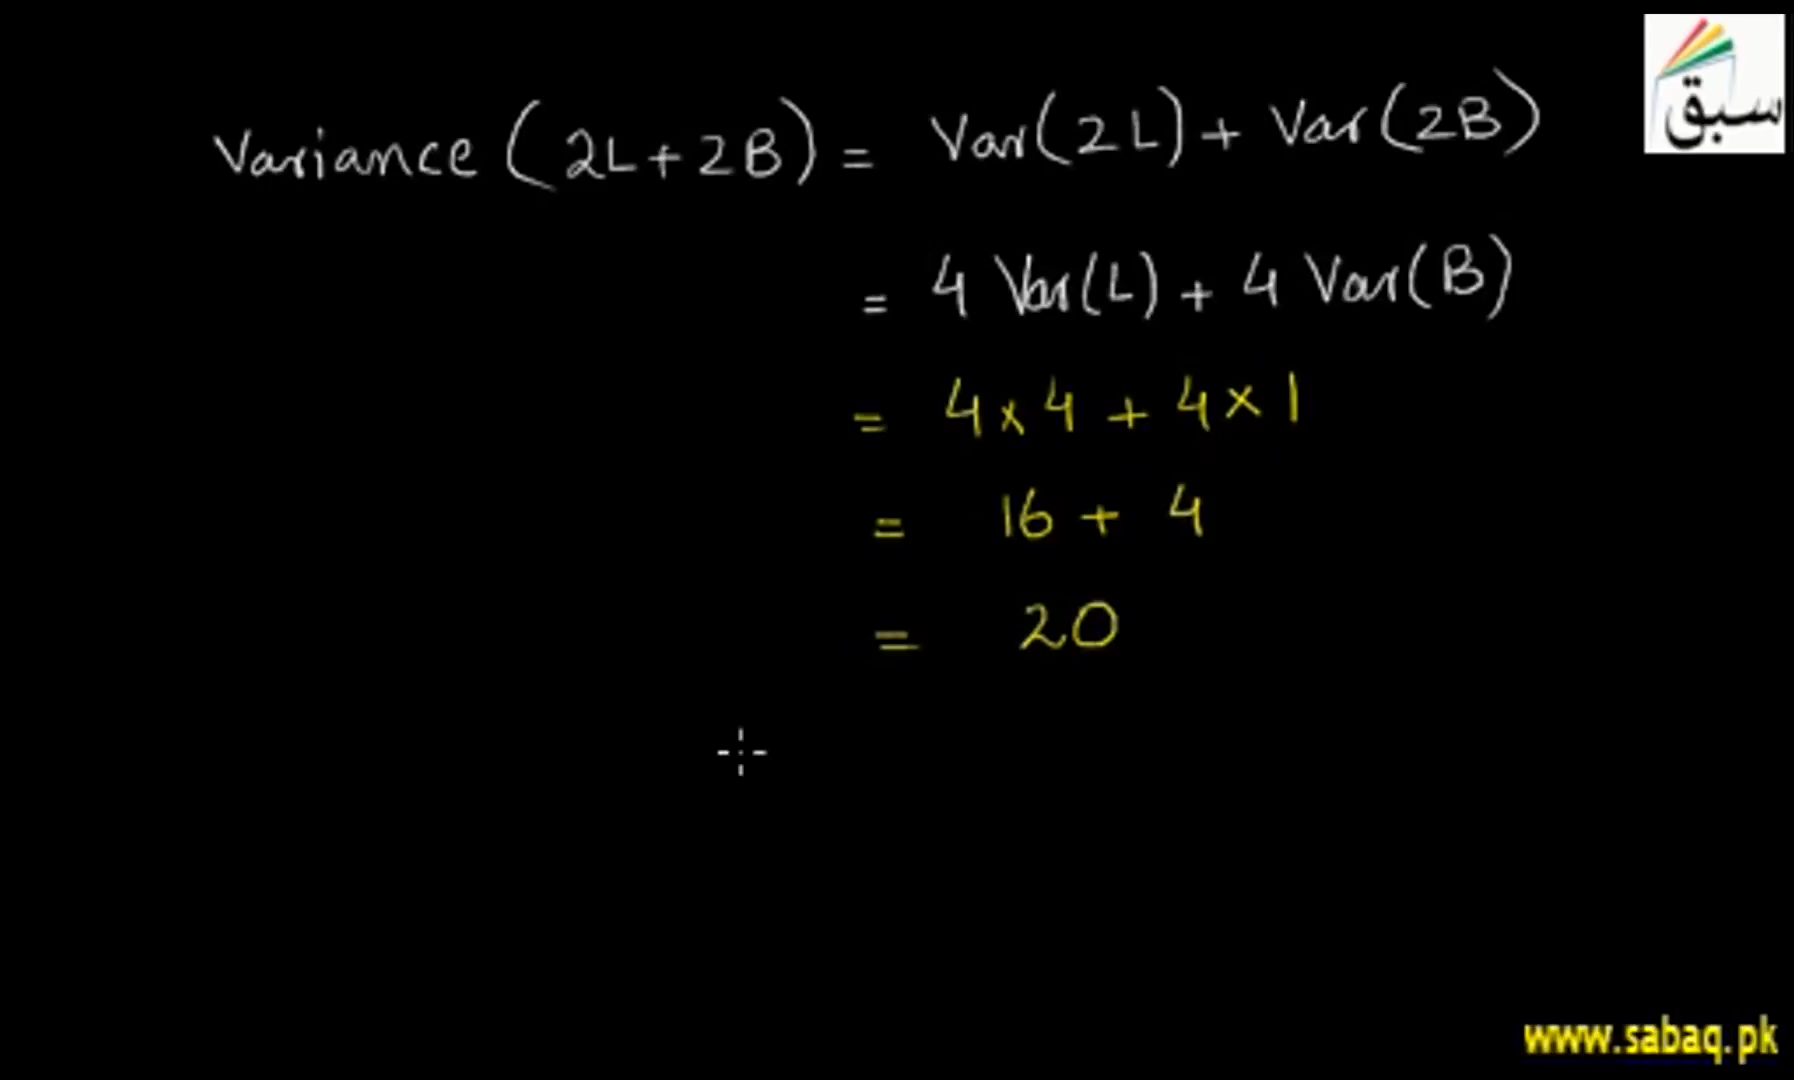 سبق
Variance (2L + 2B) = Var(2L) + Var(2B)
= 4 Var(L) + 4 Var(B)
= 4 × 4 + 4 × 1
= 16 + 4
= 20
www.sabaq.pk